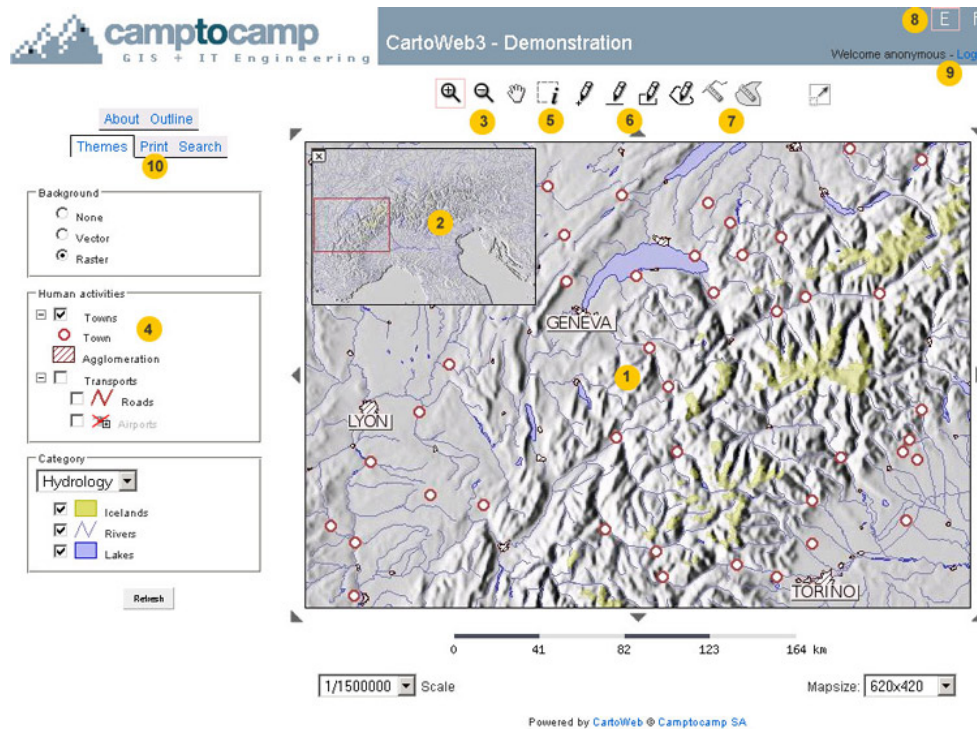 camptocamp
GIS + IT Engineering
CartoWeb3 - Demonstration
8
E
F
Welcome anonymous - Log
9
3
5
6
7
About Outline
Themes Print Search
10
Background
None
Vector
Raster
Human activities
Towns
4
Town
Agglomeration
Transports
Roads
Airports
Category
Hydrology
Icelands
Rivers
Lakes
Refresh
2
GENEVA
1
LYON
TORINO
0 41 82 123 164 km
1/1500000 Scale
Mapsize: 620x420
Powered by CartoWeb © Camptocamp SA